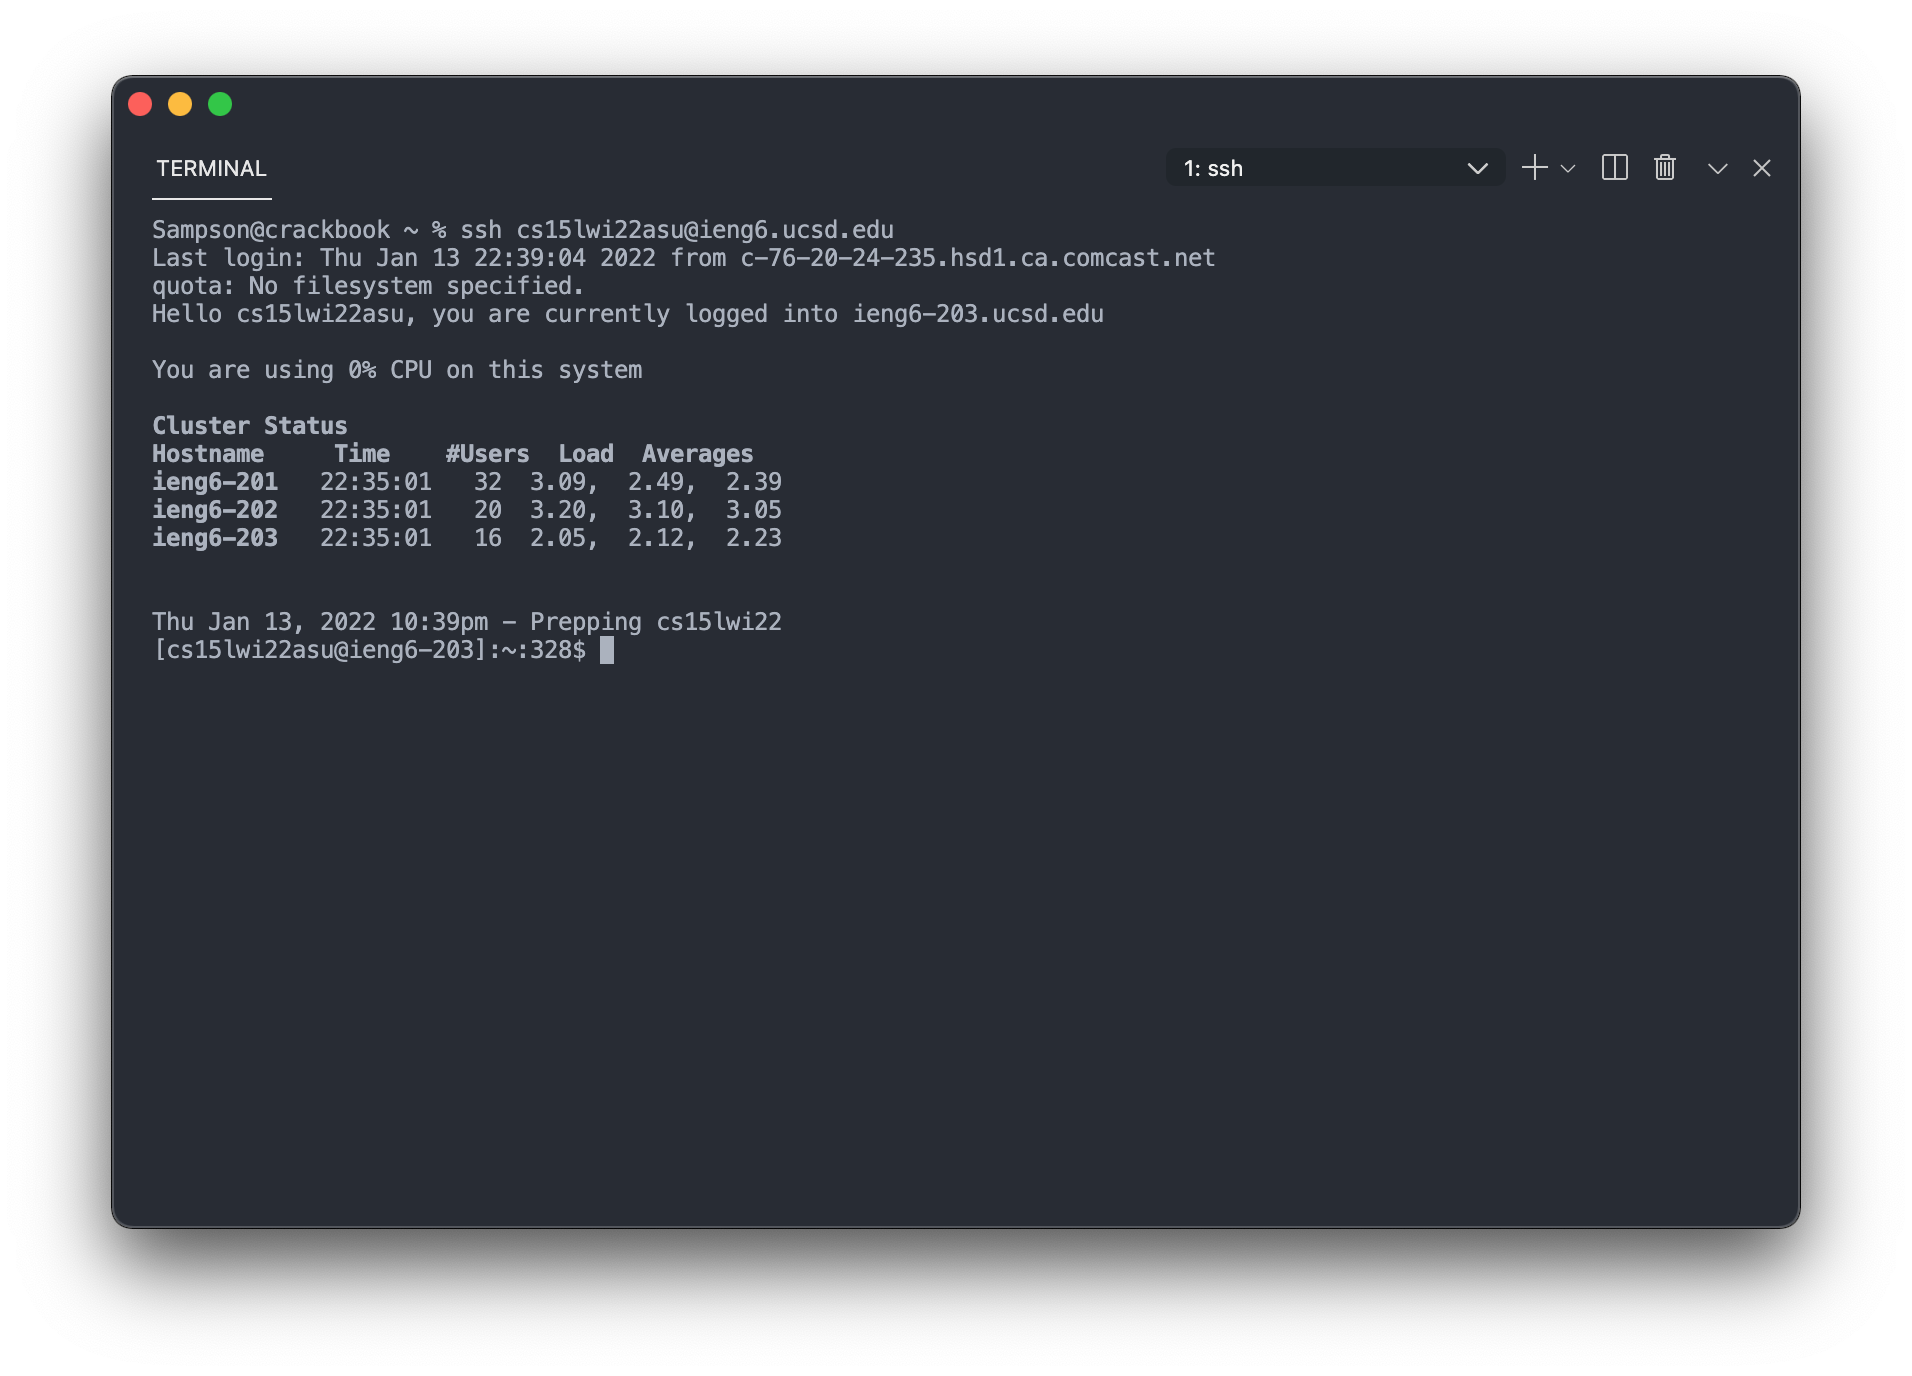 TERMINAL
1: ssh
Sampson@crackbook ~ % ssh cs15lwi22asu@ieng6.ucsd.edu
Last login: Thu Jan 13 22:39:04 2022 from c-76-20-24-235.hsd1.ca.comcast.net
quota: No filesystem specified.
Hello cs15lwi22asu, you are currently logged into ieng6-203.ucsd.edu
You are using 0% CPU on this system
Cluster Status
Hostname     Time    #Users  Load  Averages
ieng6-201   22:35:01   32  3.09,  2.49,  2.39
ieng6-202   22:35:01   20  3.20,  3.10,  3.05
ieng6-203   22:35:01   16  2.05,  2.12,  2.23
Thu Jan 13, 2022 10:39pm - Prepping cs15lwi22
[cs15lwi22asu@ieng6-203]:~:328$